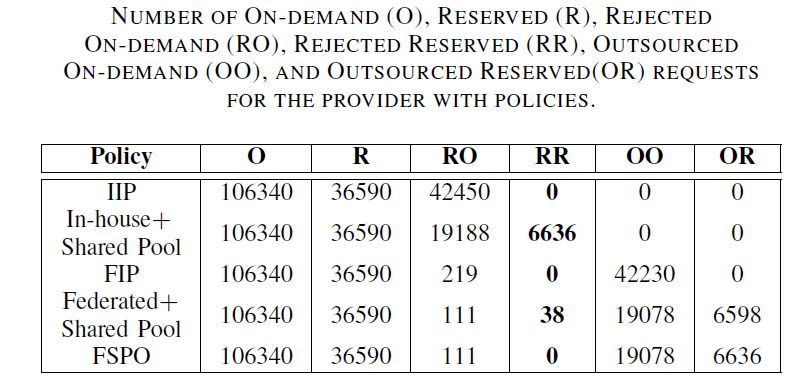 NUMBER OF ON-DEMAND (O), RESERVED (R), REJECTED
ON-DEMAND (RO), REJECTED RESERVED (RR), OUTSOURCED
ON-DEMAND (OO), AND OUTSOURCED RESERVED(OR) REQUESTS
FOR THE PROVIDER WITH POLICIES.
Policy O R RO RR OO OR
IIP 106340 36590 42450 0 0 0
In-house+
Shared Pool 106340 36590 19188 6636 0 0
FIP 106340 36590 219 0 42230 0
Federated+
Shared Pool 106340 36590 111 38 19078 6598
FSPO 106340 36590 111 0 19078 6636